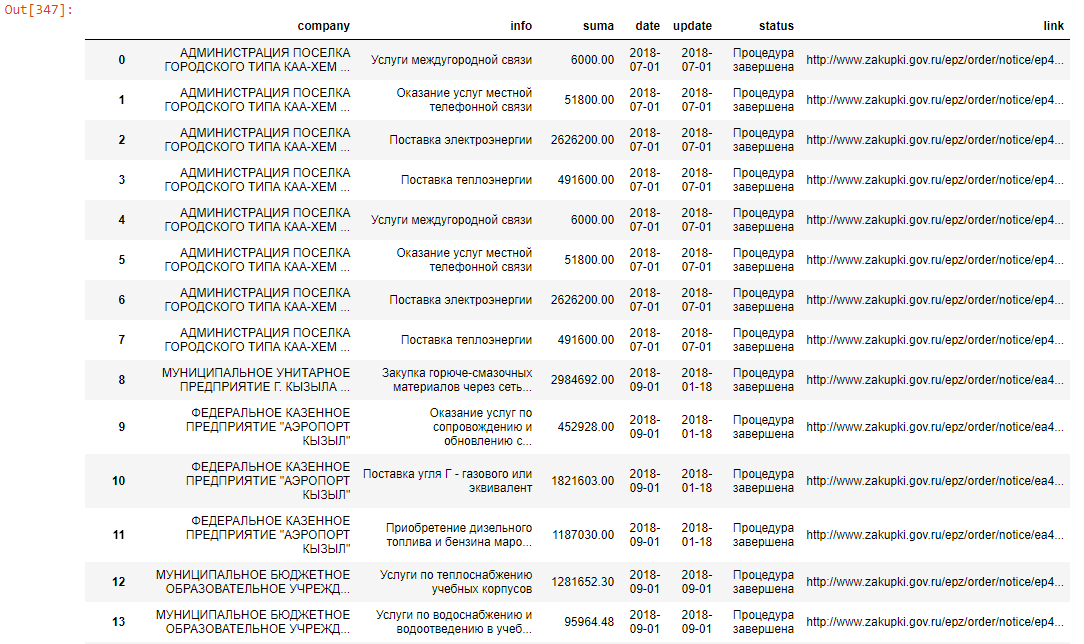 Out[347]:
company info suma date update status link
0 АДМИНИСТРАЦИЯ ПОСЕЛКА ГОРОДСКОГО ТИПА КАА-ХЕМ ... Услуги междугородной связи 6000.00 2018-07-01 2018-07-01 Процедура завершена http://www.zakupki.gov.ru/epz/order/notice/ep4...
1 АДМИНИСТРАЦИЯ ПОСЕЛКА ГОРОДСКОГО ТИПА КАА-ХЕМ ... Оказание услуг местной телефонной связи 51800.00 2018-07-01 2018-07-01 Процедура завершена http://www.zakupki.gov.ru/epz/order/notice/ep4...
2 АДМИНИСТРАЦИЯ ПОСЕЛКА ГОРОДСКОГО ТИПА КАА-ХЕМ ... Поставка электроэнергии 2626200.00 2018-07-01 2018-07-01 Процедура завершена http://www.zakupki.gov.ru/epz/order/notice/ep4...
3 АДМИНИСТРАЦИЯ ПОСЕЛКА ГОРОДСКОГО ТИПА КАА-ХЕМ ... Поставка теплоэнергии 491600.00 2018-07-01 2018-07-01 Процедура завершена http://www.zakupki.gov.ru/epz/order/notice/ep4...
4 АДМИНИСТРАЦИЯ ПОСЕЛКА ГОРОДСКОГО ТИПА КАА-ХЕМ ... Услуги междугородной связи 6000.00 2018-07-01 2018-07-01 Процедура завершена http://www.zakupki.gov.ru/epz/order/notice/ep4...
5 АДМИНИСТРАЦИЯ ПОСЕЛКА ГОРОДСКОГО ТИПА КАА-ХЕМ ... Оказание услуг местной телефонной связи 51800.00 2018-07-01 2018-07-01 Процедура завершена http://www.zakupki.gov.ru/epz/order/notice/ep4...
6 АДМИНИСТРАЦИЯ ПОСЕЛКА ГОРОДСКОГО ТИПА КАА-ХЕМ ... Поставка электроэнергии 2626200.00 2018-07-01 2018-07-01 Процедура завершена http://www.zakupki.gov.ru/epz/order/notice/ep4...
7 АДМИНИСТРАЦИЯ ПОСЕЛКА ГОРОДСКОГО ТИПА КАА-ХЕМ ... Поставка теплоэнергии 491600.00 2018-07-01 2018-07-01 Процедура завершена http://www.zakupki.gov.ru/epz/order/notice/ep4...
8 МУНИЦИПАЛЬНОЕ УНИТАРНОЕ ПРЕДПРИЯТИЕ Г. КЫЗЫЛА ... Закупка горюче-смазочных материалов через сеть... 2984692.00 2018-09-01 2018-01-18 Процедура завершена http://www.zakupki.gov.ru/epz/order/notice/ea4...
9 ФЕДЕРАЛЬНОЕ КАЗЕННОЕ ПРЕДПРИЯТИЕ "АЭРОПОРТ КЫЗЫЛ" Оказание услуг по сопровождению и обновлению с... 452928.00 2018-09-01 2018-01-18 Процедура завершена http://www.zakupki.gov.ru/epz/order/notice/ea4...
10 ФЕДЕРАЛЬНОЕ КАЗЕННОЕ ПРЕДПРИЯТИЕ "АЭРОПОРТ КЫЗЫЛ" Поставка угля Г - газового или эквивалент 1821603.00 2018-09-01 2018-01-18 Процедура завершена http://www.zakupki.gov.ru/epz/order/notice/ea4...
11 ФЕДЕРАЛЬНОЕ КАЗЕННОЕ ПРЕДПРИЯТИЕ "АЭРОПОРТ КЫЗЫЛ" Приобретение дизельного топлива и бензина маро... 1187030.00 2018-09-01 2018-01-18 Процедура завершена http://www.zakupki.gov.ru/epz/order/notice/ea4...
12 МУНИЦИПАЛЬНОЕ БЮДЖЕТНОЕ ОБРАЗОВАТЕЛЬНОЕ УЧРЕЖД... Услуги по теплоснабжению учебных корпусов 1281652.30 2018-09-01 2018-09-01 Процедура завершена http://www.zakupki.gov.ru/epz/order/notice/ep4...
13 МУНИЦИПАЛЬНОЕ БЮДЖЕТНОЕ ОБРАЗОВАТЕЛЬНОЕ УЧРЕЖД... Услуги по водоснабжению и водоотведению в учеб... 95964.48 2018-09-01 2018-09-01 Процедура завершена http://www.zakupki.gov.ru/epz/order/notice/ep4...